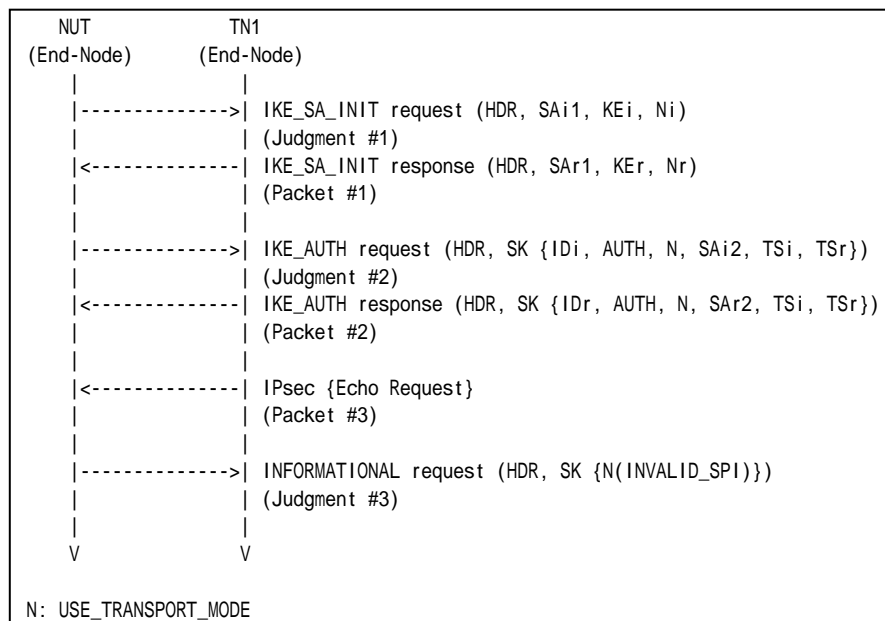 NUT TN1
(End-Node) (End-Node)
| |
|-------------->| IKE_SA_INIT request (HDR, SAi1, KEi, Ni)
| | (Judgment #1)
|<--------------| IKE_SA_INIT response (HDR, SAr1, KEr, Nr)
| | (Packet #1)
| |
|-------------->| IKE_AUTH request (HDR, SK {IDi, AUTH, N, SAi2, TSi, TSr})
| | (Judgment #2)
|<--------------| IKE_AUTH response (HDR, SK {IDr, AUTH, N, SAr2, TSi, TSr})
| | (Packet #2)
| |
|<--------------| IPsec {Echo Request}
| | (Packet #3)
| |
|-------------->| INFORMATIONAL request (HDR, SK {N(INVALID_SPI)})
| | (Judgment #3)
| |
V V
N: USE_TRANSPORT_MODE